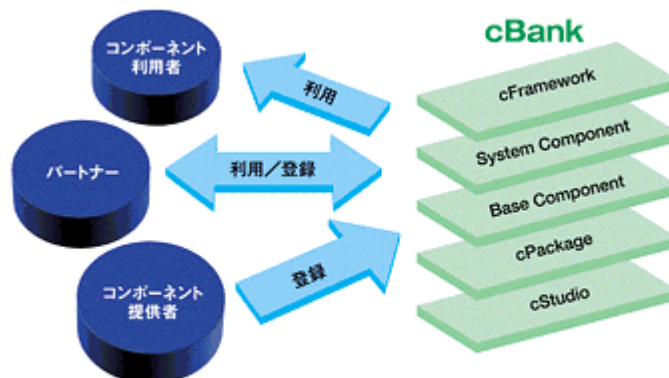 コンポーネント
利用者
パートナー
コンポーネント
提供者
利用
利用／登録
登録
cBank
cFramework
System Component
Base Component
cPackage
cStudio